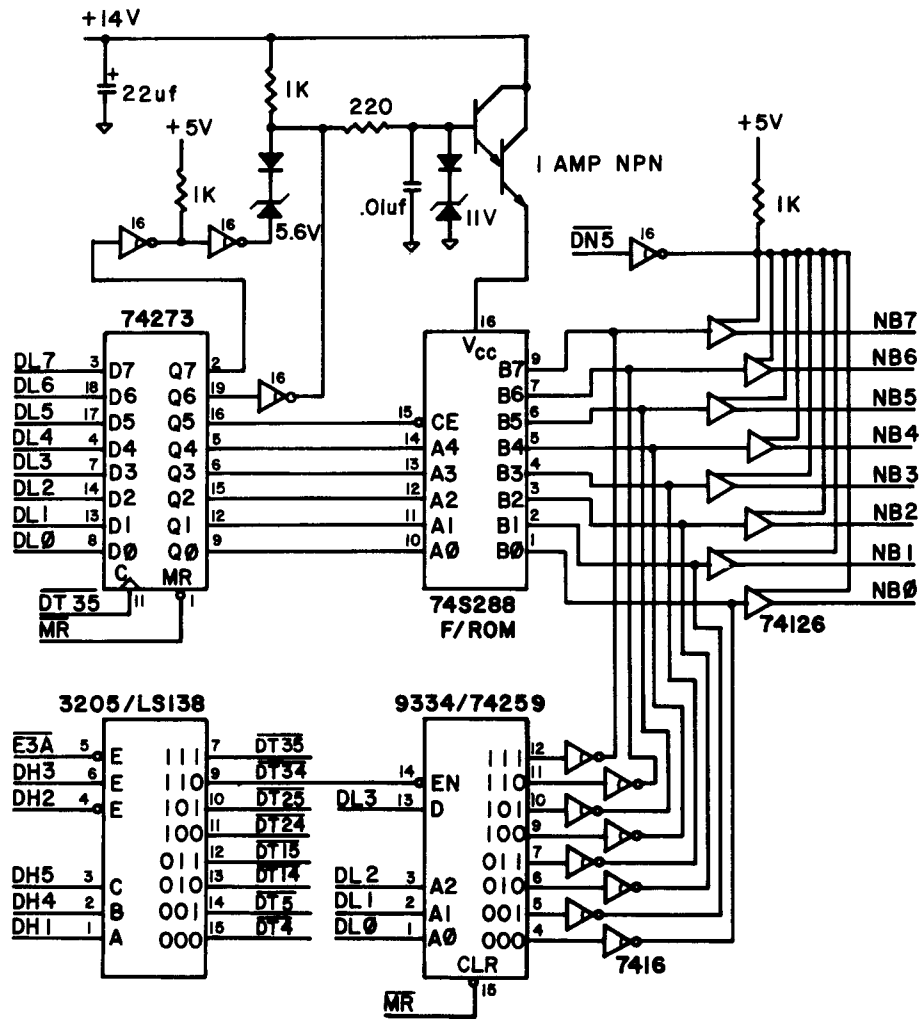 +14V
+
22uf
1K
220
+5V
1K
16
16
5.6V
.01uf
11V
1 AMP NPN
+5V
1K
DN5
16
74273
DL7 3 D7 Q7 2
DL6 18 D6 Q6 19 16
DL5 17 D5 Q5 16
DL4 4 D4 Q4 5
DL3 7 D3 Q3 6
DL2 14 D2 Q2 15
DL1 13 D1 Q1 12
DLØ 8 DØ QØ 9
C MR
DT35 11 1
MR
16
VCC
B7 9
B6 7
15 CE B5 6
14 A4 B4 5
13 A3 B3 4
12 A2 B2 3
11 A1 B1 2
10 AØ BØ 1
74S288
F/ROM
NB7
NB6
NB5
NB4
NB3
NB2
NB1
NBØ
74126
3205/LS138
E3A 5 E 111 7 DT35
DH3 6 E 110 9 DT34
DH2 4 E 101 10 DT25
100 11 DT24
011 12 DT15
DH5 3 C 010 13 DT14
DH4 2 B 001 14 DT5
DH1 1 A 000 15 DT4
9334/74259
111 12
14 EN 110 11
DL3 13 D 101 10
100 9
011 7
DL2 3 A2 010 6
DL1 2 A1 001 5
DLØ 1 AØ 000 4
CLR
MR 15
7416